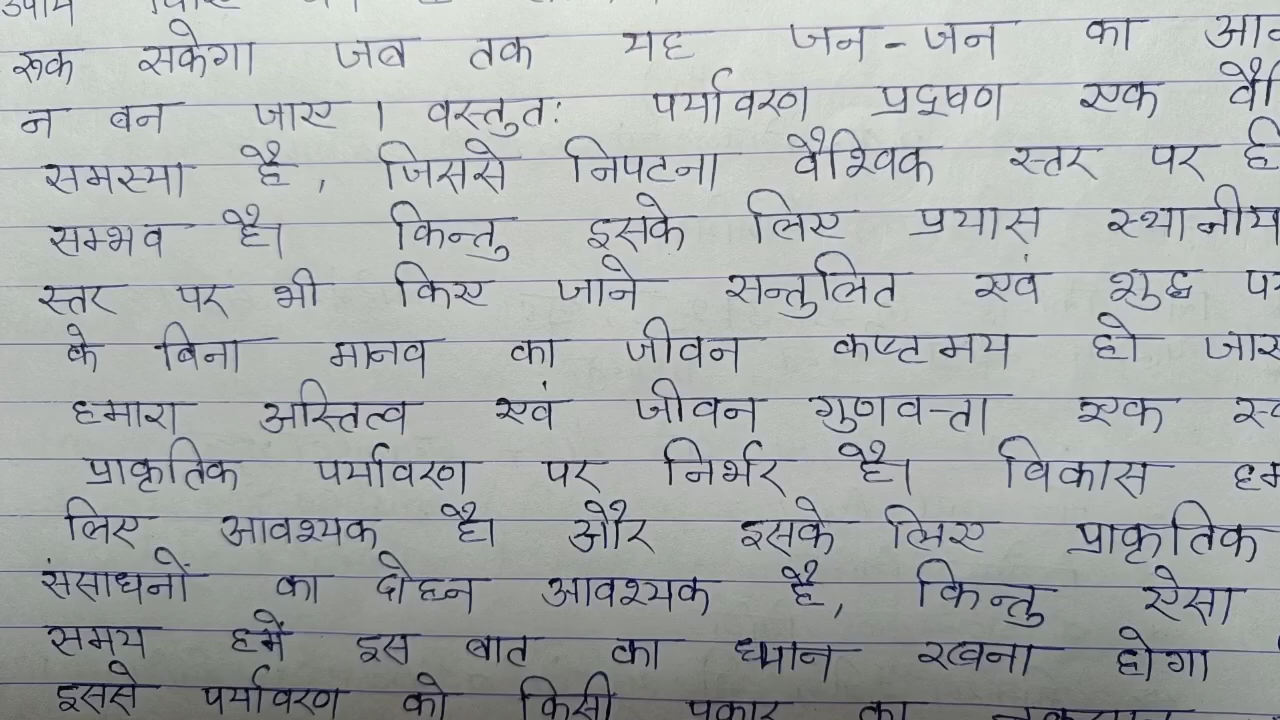 रूक सकेगा जब तक यह जन-जन का
न बन जाए । वस्तुतः पर्यावरण प्रदूषण एक
समस्या है, जिससे निपटना वैश्विक स्तर पर
सम्भव है। किन्तु इसके लिए प्रयास स्थानीय
स्तर पर भी किए जाने सन्तुलित एवं शुद्ध
के बिना मानव का जीवन कष्टमय हो
हमारा अस्तित्व एवं जीवन गुणवत्ता एक
प्राकृतिक पर्यावरण पर निर्भर है। विकास
लिए आवश्यक है। और इसके लिए प्राकृतिक
संसाधनों का दोहन आवश्यक है, किन्तु ऐसा
समय हमें इस बात का ध्यान रखना होगा
इससे पर्यावरण को किसी प्रकार का